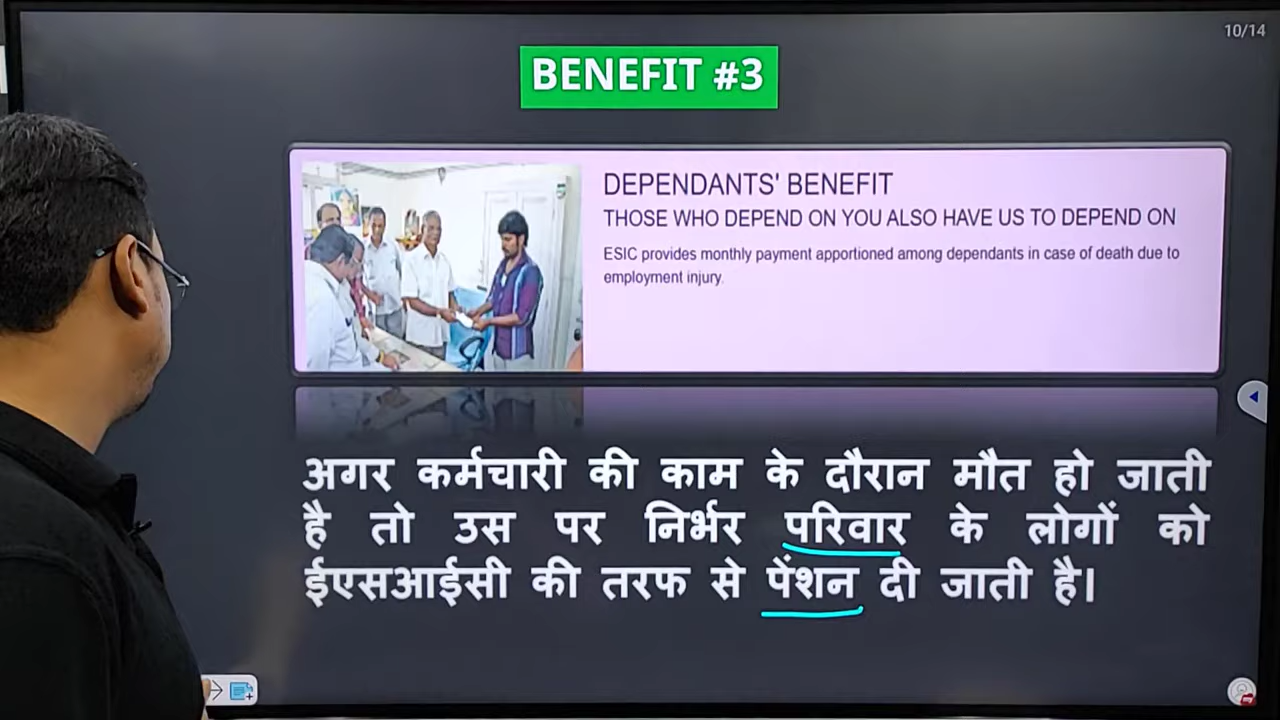 10/14
BENEFIT #3
DEPENDANTS' BENEFIT
THOSE WHO DEPEND ON YOU ALSO HAVE US TO DEPEND ON
ESIC provides monthly payment apportioned among dependants in case of death due to
employment injury.
अगर कर्मचारी की काम के दौरान मौत हो जाती
है तो उस पर निर्भर परिवार के लोगों को
ईएसआईसी की तरफ से पेंशन दी जाती है।